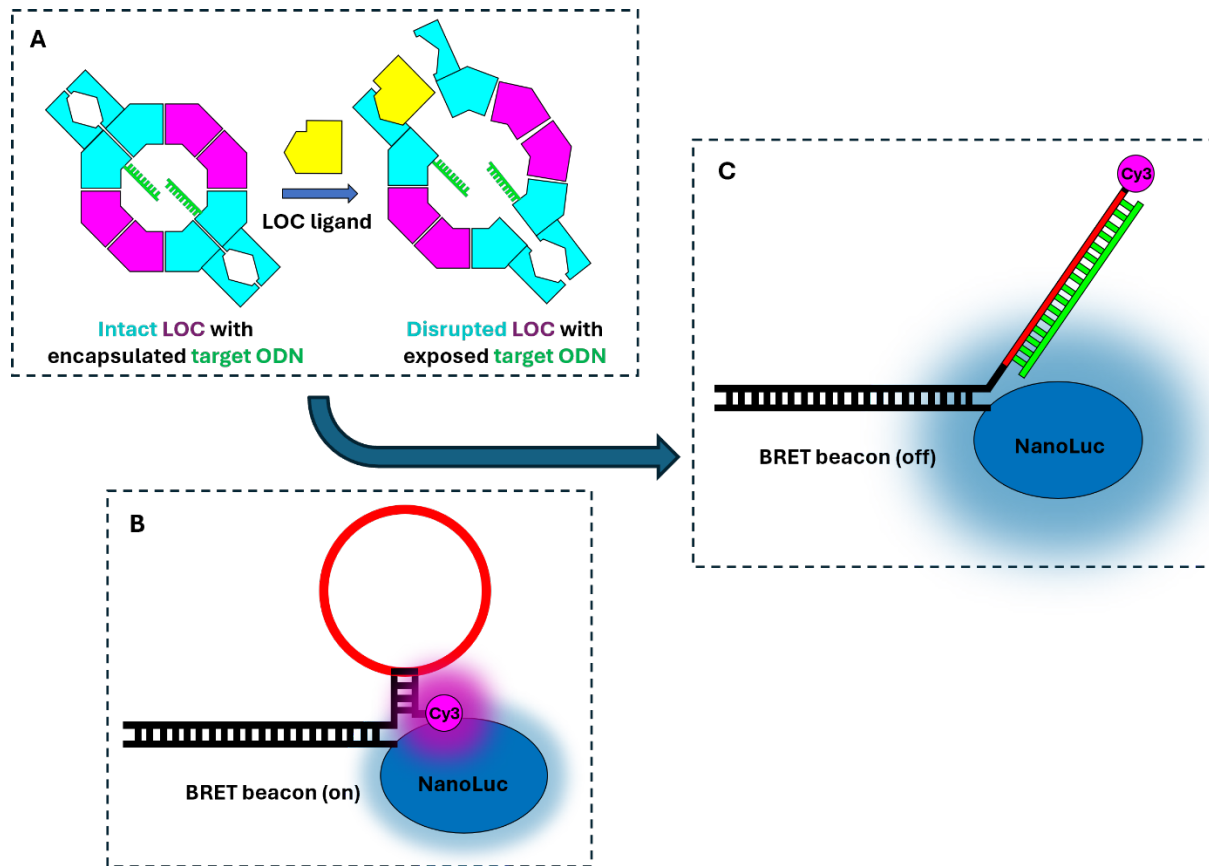 A
LOC ligand
Intact LOC with
encapsulated target ODN
Disrupted LOC with
exposed target ODN
B
Cy3
NanoLuc
BRET beacon (on)
C
Cy3
NanoLuc
BRET beacon (off)